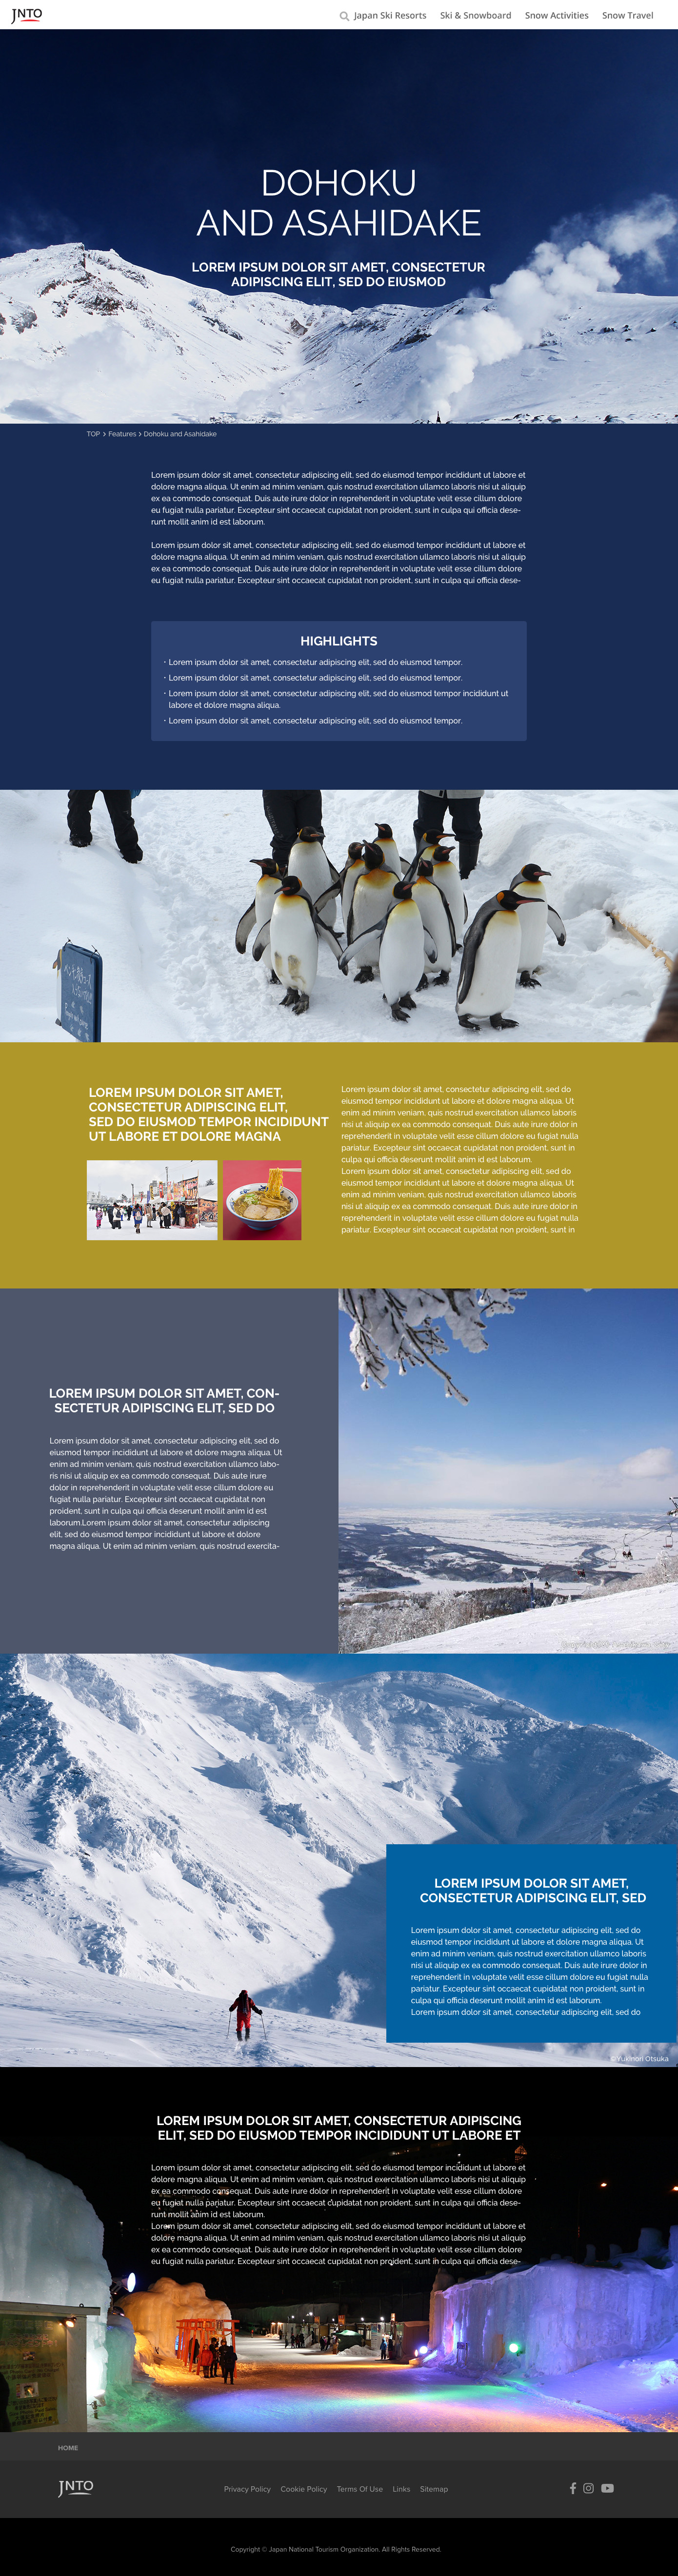 JNTO
Japan Ski Resorts Ski & Snowboard Snow Activities Snow Travel
DOHOKU
AND ASAHIDAKE
LOREM IPSUM DOLOR SIT AMET, CONSECTETUR
ADIPISCING ELIT, SED DO EIUSMOD
TOP > Features > Dohoku and Asahidake
Lorem ipsum dolor sit amet, consectetur adipiscing elit, sed do eiusmod tempor incididunt ut labore et
dolore magna aliqua. Ut enim ad minim veniam, quis nostrud exercitation ullamco laboris nisi ut aliquip
ex ea commodo consequat. Duis aute irure dolor in reprehenderit in voluptate velit esse cillum dolore
eu fugiat nulla pariatur. Excepteur sint occaecat cupidatat non proident, sunt in culpa qui officia dese-
runt mollit anim id est laborum.
Lorem ipsum dolor sit amet, consectetur adipiscing elit, sed do eiusmod tempor incididunt ut labore et
dolore magna aliqua. Ut enim ad minim veniam, quis nostrud exercitation ullamco laboris nisi ut aliquip
ex ea commodo consequat. Duis aute irure dolor in reprehenderit in voluptate velit esse cillum dolore
eu fugiat nulla pariatur. Excepteur sint occaecat cupidatat non proident, sunt in culpa qui officia dese-
HIGHLIGHTS
・Lorem ipsum dolor sit amet, consectetur adipiscing elit, sed do eiusmod tempor.
・Lorem ipsum dolor sit amet, consectetur adipiscing elit, sed do eiusmod tempor.
・Lorem ipsum dolor sit amet, consectetur adipiscing elit, sed do eiusmod tempor incididunt ut
labore et dolore magna aliqua.
・Lorem ipsum dolor sit amet, consectetur adipiscing elit, sed do eiusmod tempor.
LOREM IPSUM DOLOR SIT AMET,
CONSECTETUR ADIPISCING ELIT,
SED DO EIUSMOD TEMPOR INCIDIDUNT
UT LABORE ET DOLORE MAGNA
Lorem ipsum dolor sit amet, consectetur adipiscing elit, sed do
eiusmod tempor incididunt ut labore et dolore magna aliqua. Ut
enim ad minim veniam, quis nostrud exercitation ullamco laboris
nisi ut aliquip ex ea commodo consequat. Duis aute irure dolor in
reprehenderit in voluptate velit esse cillum dolore eu fugiat nulla
pariatur. Excepteur sint occaecat cupidatat non proident, sunt in
culpa qui officia deserunt mollit anim id est laborum.
Lorem ipsum dolor sit amet, consectetur adipiscing elit, sed do
eiusmod tempor incididunt ut labore et dolore magna aliqua. Ut
enim ad minim veniam, quis nostrud exercitation ullamco laboris
nisi ut aliquip ex ea commodo consequat. Duis aute irure dolor in
reprehenderit in voluptate velit esse cillum dolore eu fugiat nulla
pariatur. Excepteur sint occaecat cupidatat non proident, sunt in
LOREM IPSUM DOLOR SIT AMET, CON-
SECTETUR ADIPISCING ELIT, SED DO
Lorem ipsum dolor sit amet, consectetur adipiscing elit, sed do
eiusmod tempor incididunt ut labore et dolore magna aliqua. Ut
enim ad minim veniam, quis nostrud exercitation ullamco labo-
ris nisi ut aliquip ex ea commodo consequat. Duis aute irure
dolor in reprehenderit in voluptate velit esse cillum dolore eu
fugiat nulla pariatur. Excepteur sint occaecat cupidatat non
proident, sunt in culpa qui officia deserunt mollit anim id est
laborum.Lorem ipsum dolor sit amet, consectetur adipiscing
elit, sed do eiusmod tempor incididunt ut labore et dolore
magna aliqua. Ut enim ad minim veniam, quis nostrud exercita-
LOREM IPSUM DOLOR SIT AMET,
CONSECTETUR ADIPISCING ELIT, SED
Lorem ipsum dolor sit amet, consectetur adipiscing elit, sed do
eiusmod tempor incididunt ut labore et dolore magna aliqua. Ut
enim ad minim veniam, quis nostrud exercitation ullamco laboris
nisi ut aliquip ex ea commodo consequat. Duis aute irure dolor in
reprehenderit in voluptate velit esse cillum dolore eu fugiat nulla
pariatur. Excepteur sint occaecat cupidatat non proident, sunt in
culpa qui officia deserunt mollit anim id est laborum.
Lorem ipsum dolor sit amet, consectetur adipiscing elit, sed do
©Yukinori Otsuka
LOREM IPSUM DOLOR SIT AMET, CONSECTETUR ADIPISCING
ELIT, SED DO EIUSMOD TEMPOR INCIDIDUNT UT LABORE ET
Lorem ipsum dolor sit amet, consectetur adipiscing elit, sed do eiusmod tempor incididunt ut labore et
dolore magna aliqua. Ut enim ad minim veniam, quis nostrud exercitation ullamco laboris nisi ut aliquip
ex ea commodo consequat. Duis aute irure dolor in reprehenderit in voluptate velit esse cillum dolore
eu fugiat nulla pariatur. Excepteur sint occaecat cupidatat non proident, sunt in culpa qui officia dese-
runt mollit anim id est laborum.
Lorem ipsum dolor sit amet, consectetur adipiscing elit, sed do eiusmod tempor incididunt ut labore et
dolore magna aliqua. Ut enim ad minim veniam, quis nostrud exercitation ullamco laboris nisi ut aliquip
ex ea commodo consequat. Duis aute irure dolor in reprehenderit in voluptate velit esse cillum dolore
eu fugiat nulla pariatur. Excepteur sint occaecat cupidatat non proident, sunt in culpa qui officia dese-
HOME
JNTO
Privacy Policy Cookie Policy Terms Of Use Links Sitemap
Copyright © Japan National Tourism Organization. All Rights Reserved.